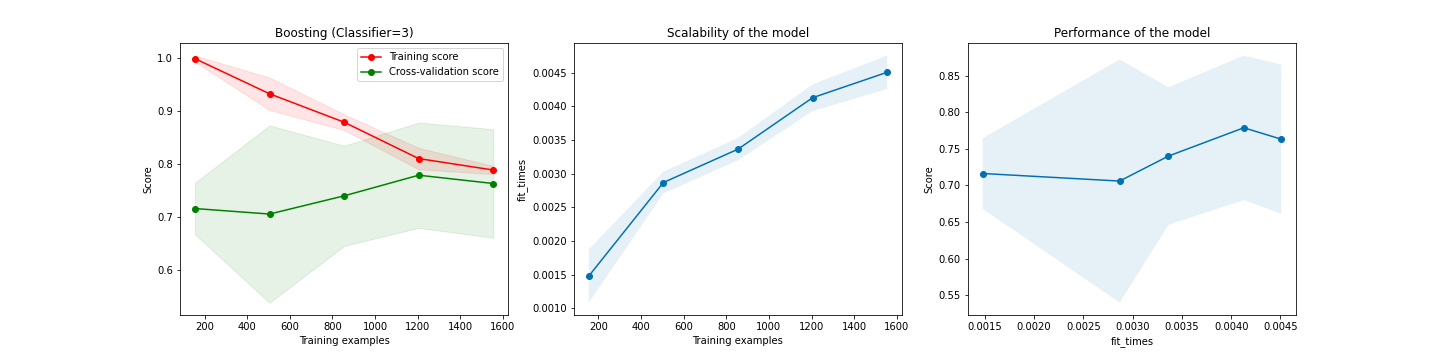 Boosting (Classifier=3)
Training score
Cross-validation score
Score
1.0
0.9
0.8
0.7
0.6
200 400 600 800 1000 1200 1400 1600
Training examples
Scalability of the model
fit_times
0.0045
0.0040
0.0035
0.0030
0.0025
0.0020
0.0015
0.0010
200 400 600 800 1000 1200 1400 1600
Training examples
Performance of the model
Score
0.85
0.80
0.75
0.70
0.65
0.60
0.55
0.0015 0.0020 0.0025 0.0030 0.0035 0.0040 0.0045
fit_times